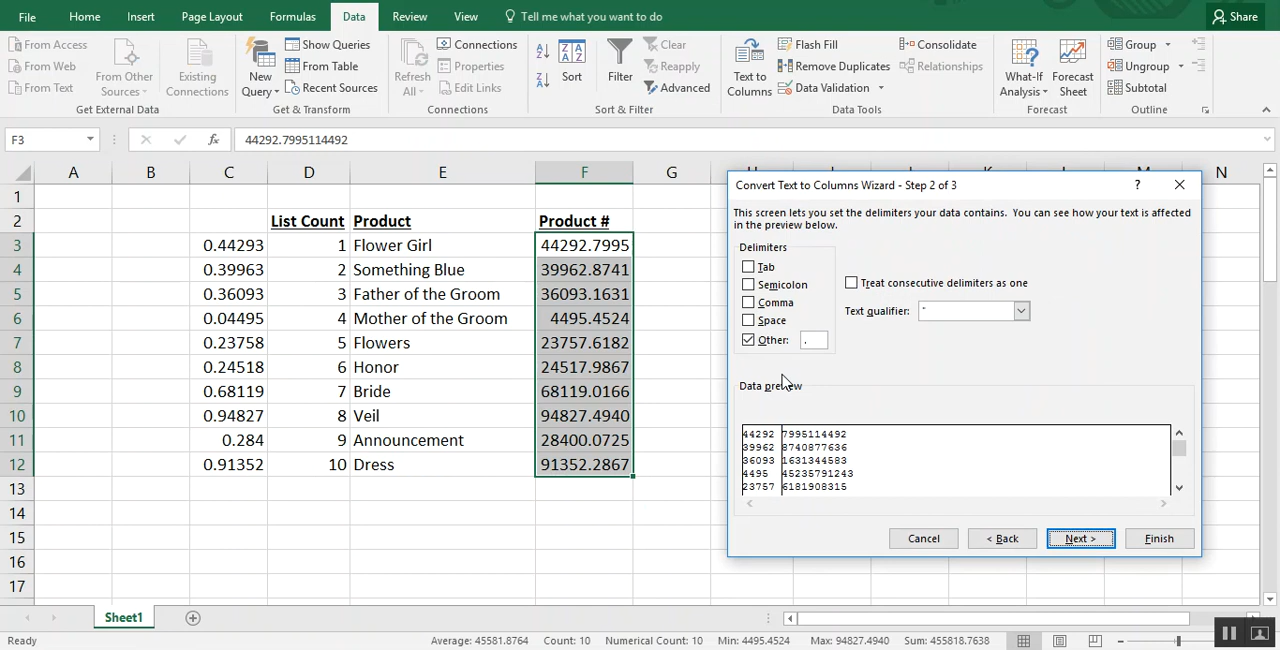 File Home Insert Page Layout Formulas Data Review View Tell me what you want to do Share
From Access
From Web
From Text
From Other Sources
Existing Connections
Get External Data
New Query
Show Queries
From Table
Recent Sources
Get & Transform
Refresh All
Connections
Properties
Edit Links
Connections
Sort
Filter
Clear
Reapply
Advanced
Sort & Filter
Text to Columns
Flash Fill
Remove Duplicates
Data Validation
Consolidate
Relationships
Data Tools
What-If Analysis
Forecast Sheet
Forecast
Group
Ungroup
Subtotal
Outline
F3 fx 44292.7995114492
A B C D E F G N
1
2 List Count Product Product #
3 0.44293 1 Flower Girl 44292.7995
4 0.39963 2 Something Blue 39962.8741
5 0.36093 3 Father of the Groom 36093.1631
6 0.04495 4 Mother of the Groom 4495.4524
7 0.23758 5 Flowers 23757.6182
8 0.24518 6 Honor 24517.9867
9 0.68119 7 Bride 68119.0166
10 0.94827 8 Veil 94827.4940
11 0.284 9 Announcement 28400.0725
12 0.91352 10 Dress 91352.2867
13
14
15
16
17
Convert Text to Columns Wizard - Step 2 of 3 ?
This screen lets you set the delimiters your data contains. You can see how your text is affected
in the preview below.
Delimiters
Tab
Semicolon
Comma
Space
Other: .
Treat consecutive delimiters as one
Text qualifier: "
Data preview
44292 7995114492
39962 8740877636
36093 1631344583
4495 45235791243
23757 6181908315
Cancel < Back Next > Finish
Sheet1
Ready Average: 45581.8764 Count: 10 Numerical Count: 10 Min: 4495.4524 Max: 94827.4940 Sum: 455818.7638